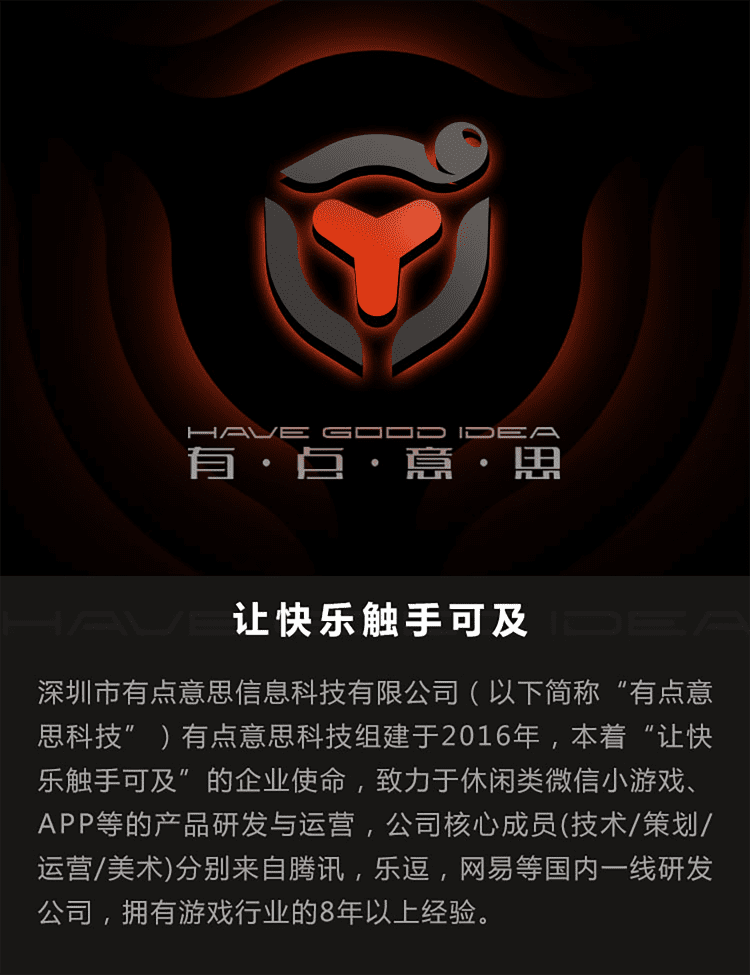 HAVE GOOD IDEA
有·点·意·思
让快乐触手可及
深圳市有点意思信息科技有限公司（以下简称“有点意
思科技”）有点意思科技组建于2016年，本着“让快
乐触手可及”的企业使命，致力于休闲类微信小游戏、
APP等的产品研发与运营，公司核心成员(技术/策划/
运营/美术)分别来自腾讯，乐逗，网易等国内一线研发
公司，拥有游戏行业的8年以上经验。